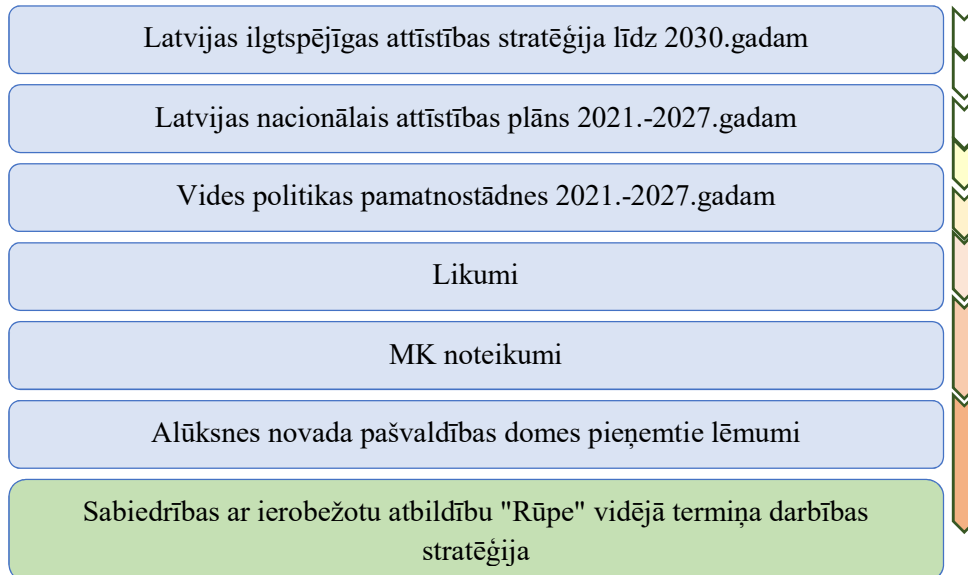 Latvijas ilgtspējīgas attīstības stratēģija līdz 2030.gadam
Latvijas nacionālais attīstības plāns 2021.-2027.gadam
Vides politikas pamatnostādnes 2021.-2027.gadam
Likumi
MK noteikumi
Alūksnes novada pašvaldības domes pieņemtie lēmumi
Sabiedrības ar ierobežotu atbildību "Rūpe" vidējā termiņa darbības
stratēģija